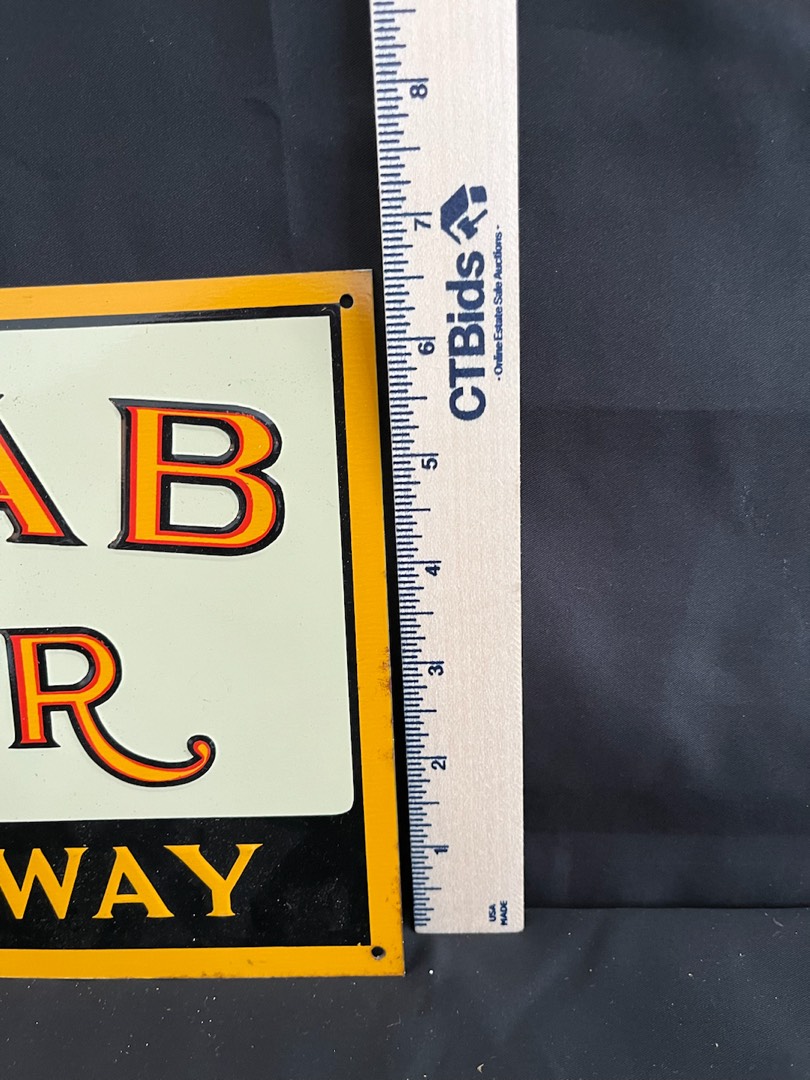 AB
R
WAY
8
7
6
5
4
3
2
1
CTBids
- Online Estate Sale Auctions -
USA
MADE